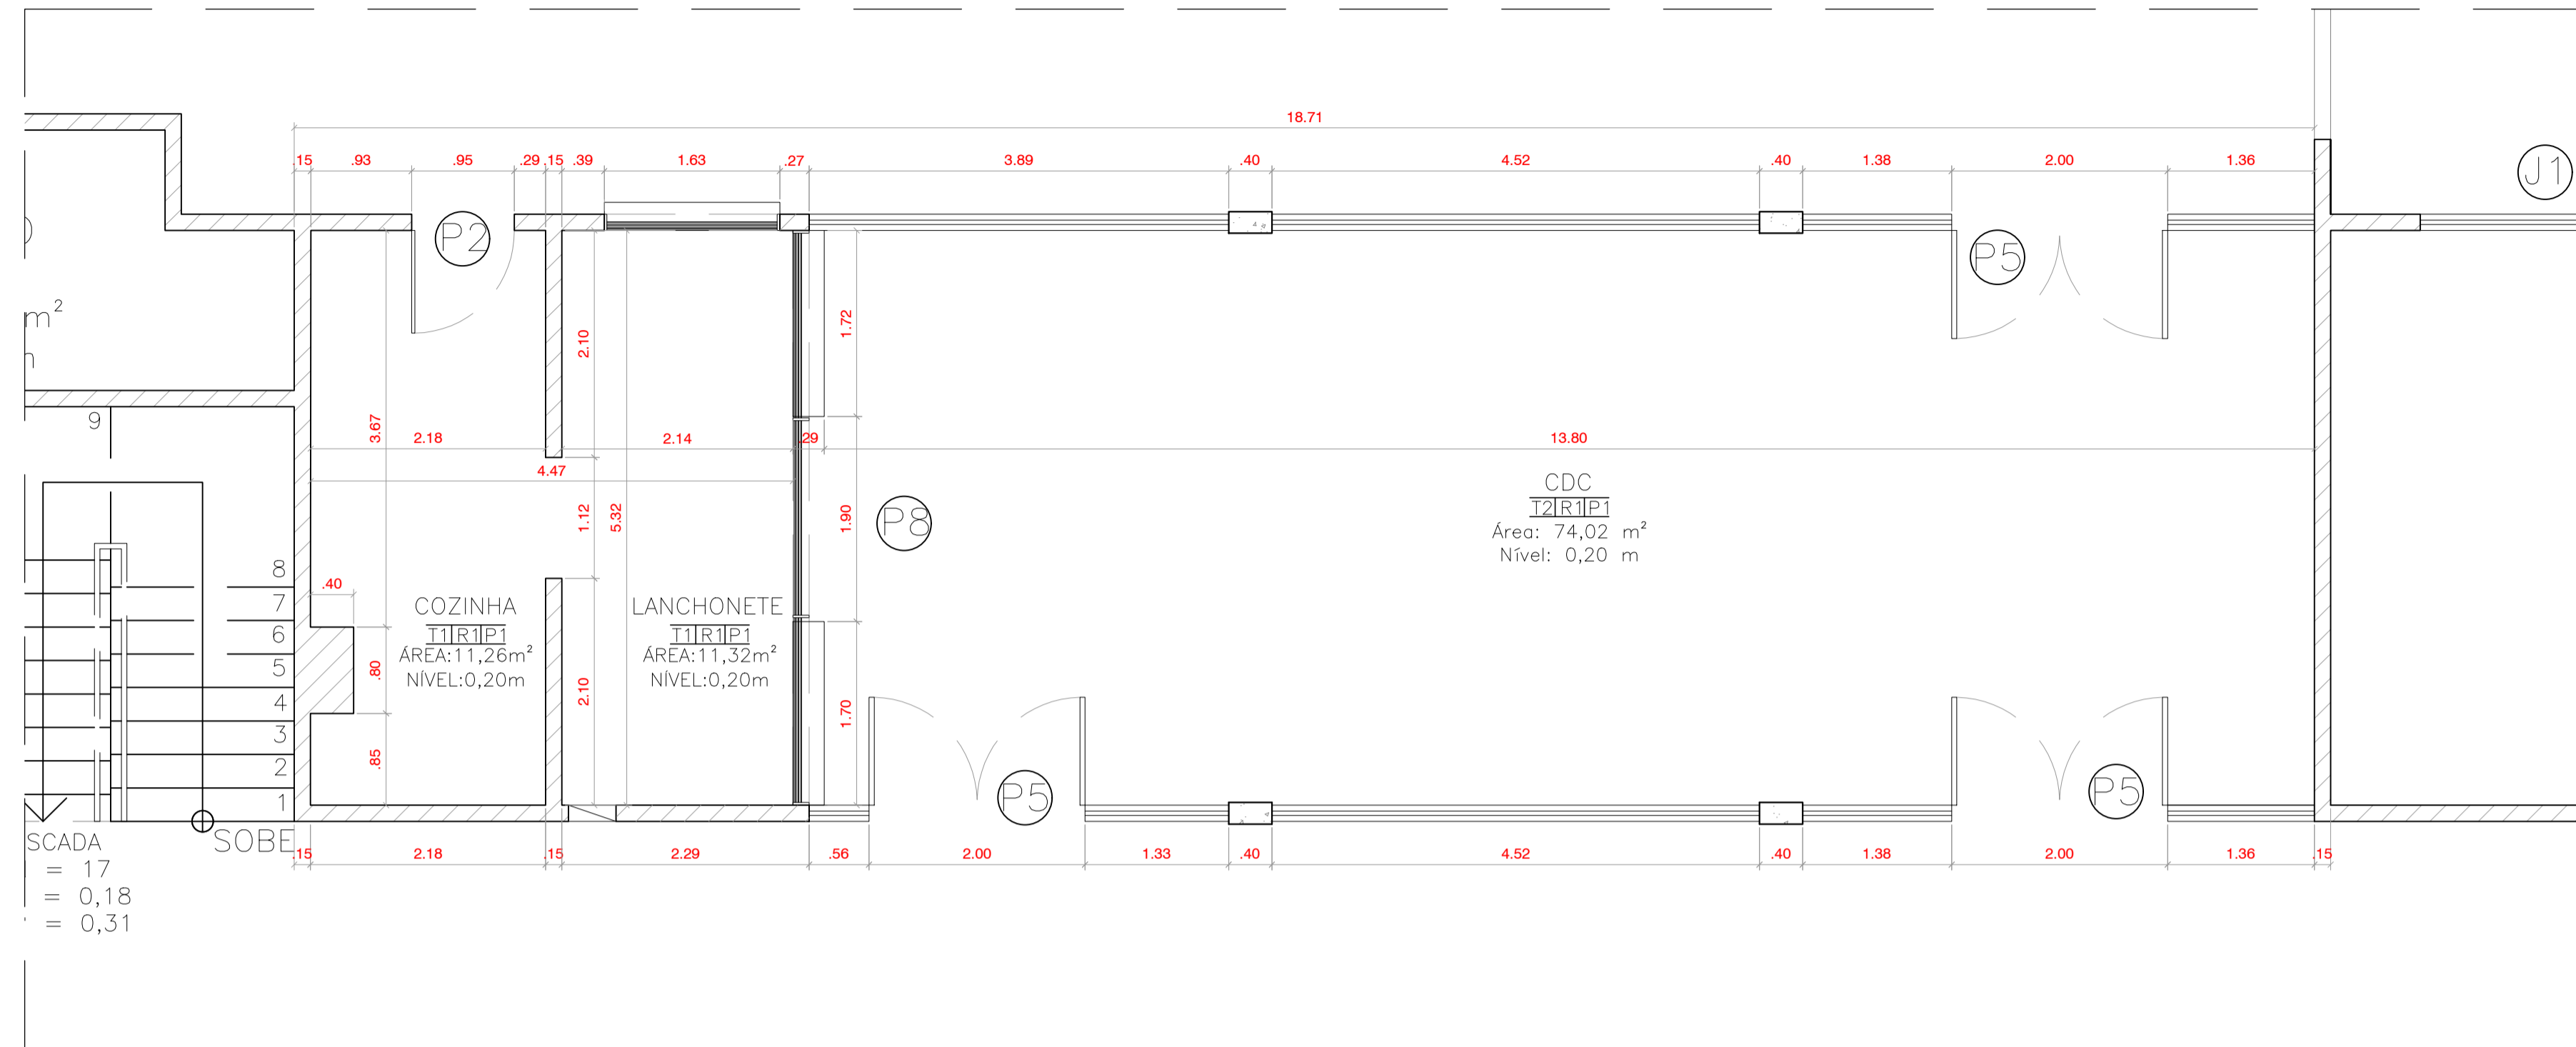 18.71
.15 .93 .95 .29 .15 .39 1.63 .27 3.89 .40 4.52 .40 1.38 2.00 1.36
J1
P2
P5
m²
1.72
2.10
9
3.67
2.18
2.14
.29
13.80
4.47
CDC
T2 R1 P1
Área: 74,02 m²
Nível: 0,20 m
1.12
5.32
1.90
P8
8
7
6
5
4
3
2
1
.40
COZINHA
T1 R1 P1
ÁREA:11,26m²
NÍVEL:0,20m
LANCHONETE
T1 R1 P1
ÁREA:11,32m²
NÍVEL:0,20m
.80
2.10
1.70
.85
P5
P5
SOBE
SCADA
= 17
= 0,18
= 0,31
.15 2.18 .15 2.29 .56 2.00 1.33 .40 4.52 .40 1.38 2.00 1.36 .15